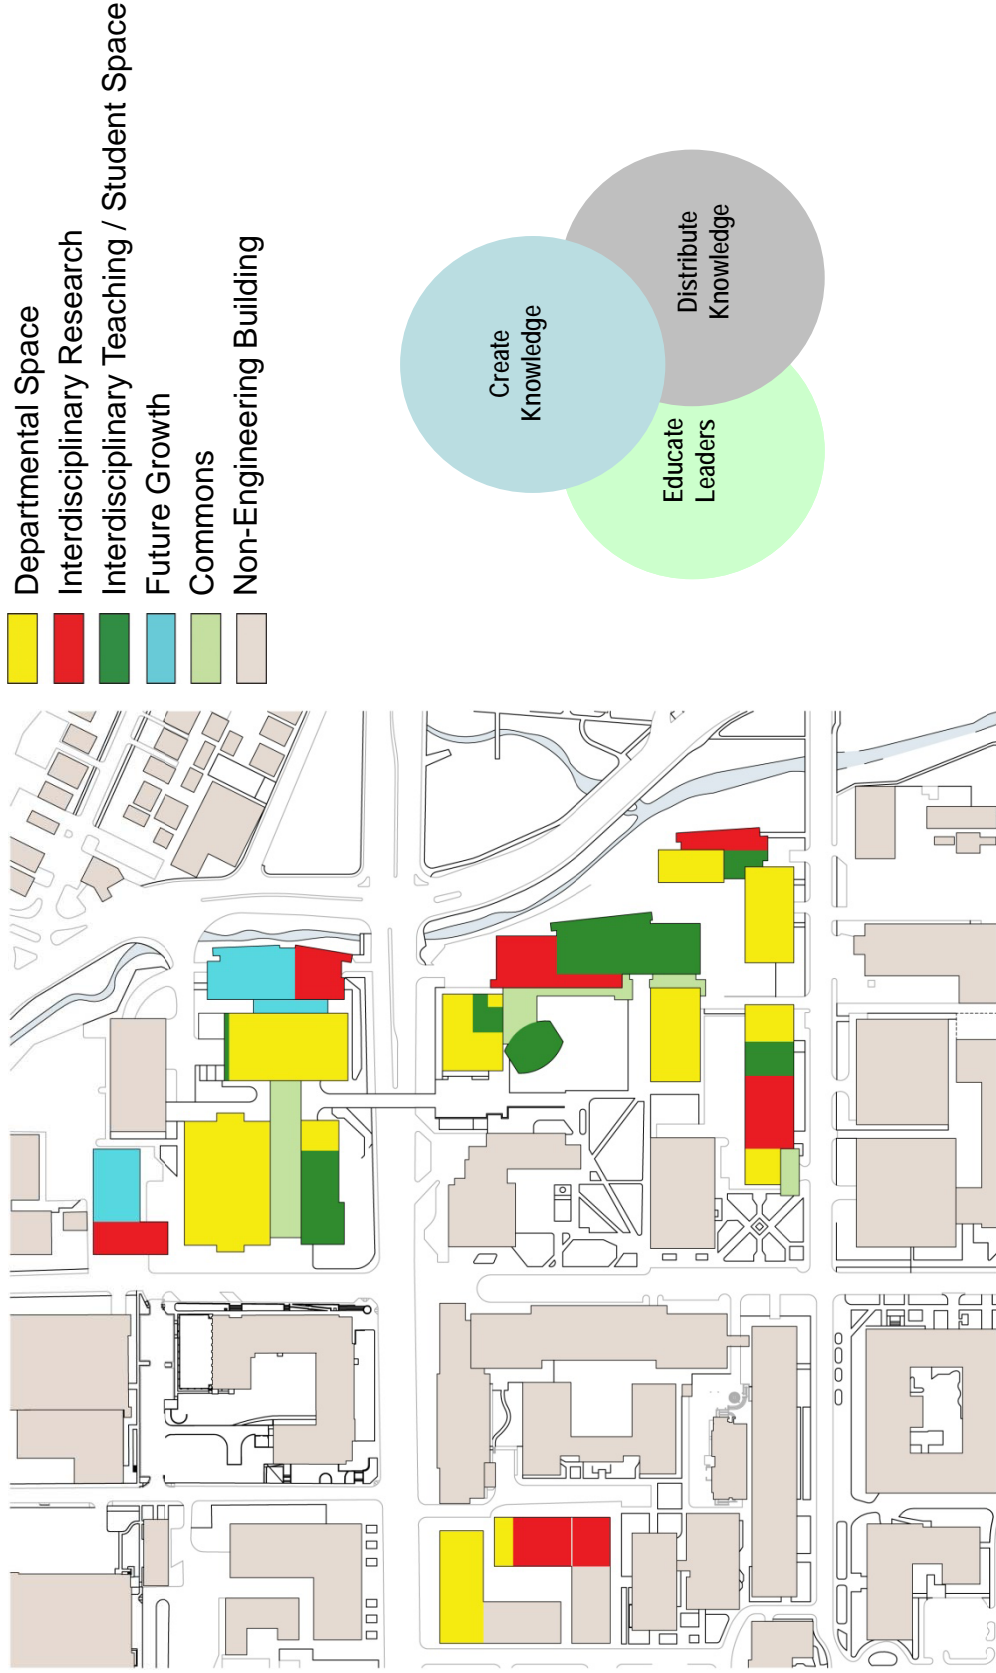 Departmental Space
Interdisciplinary Research
Interdisciplinary Teaching / Student Space
Future Growth
Commons
Non-Engineering Building
Create
Knowledge
Educate
Leaders
Distribute
Knowledge